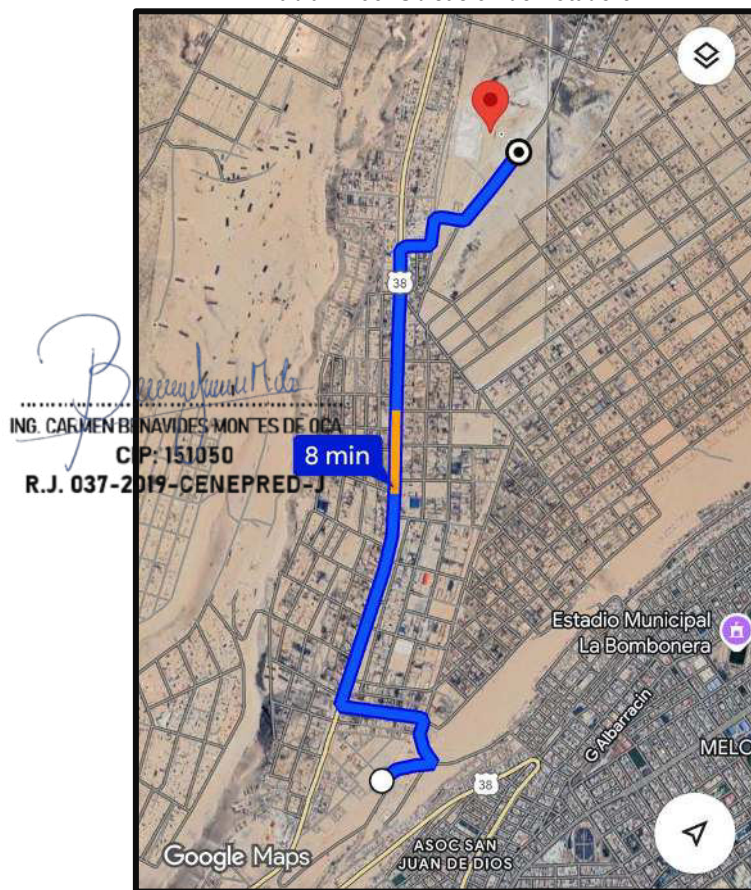 38
ING. CARMEN BENAVIDES MONTES DE OCA
CIP: 151050
R.J. 037-2019-CENEPRED-J
8 min
Estadio Municipal
La Bombonera
G Albarracin
MELC
38
ASOC SAN
JUAN DE DIOS
Google Maps